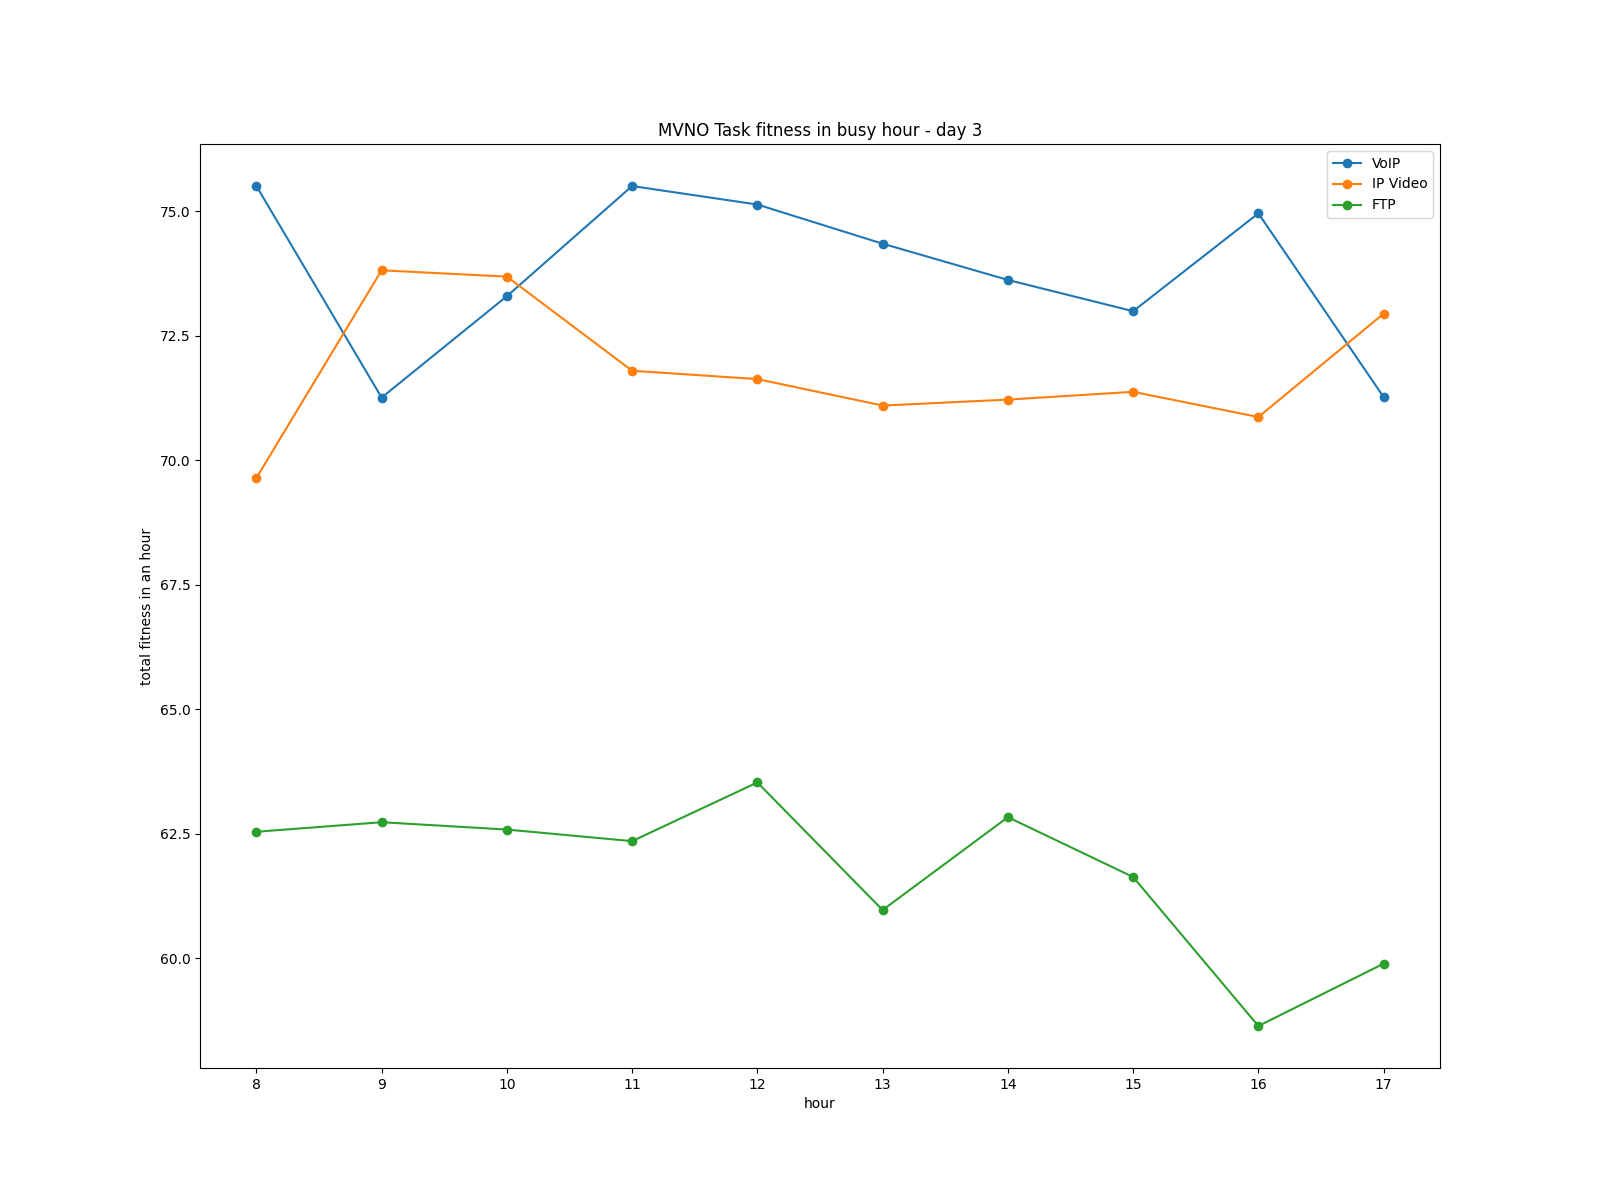 MVNO Task fitness in busy hour - day 3
VoIP
IP Video
FTP
75.0
72.5
70.0
67.5
65.0
62.5
60.0
total fitness in an hour
8 9 10 11 12 13 14 15 16 17
hour